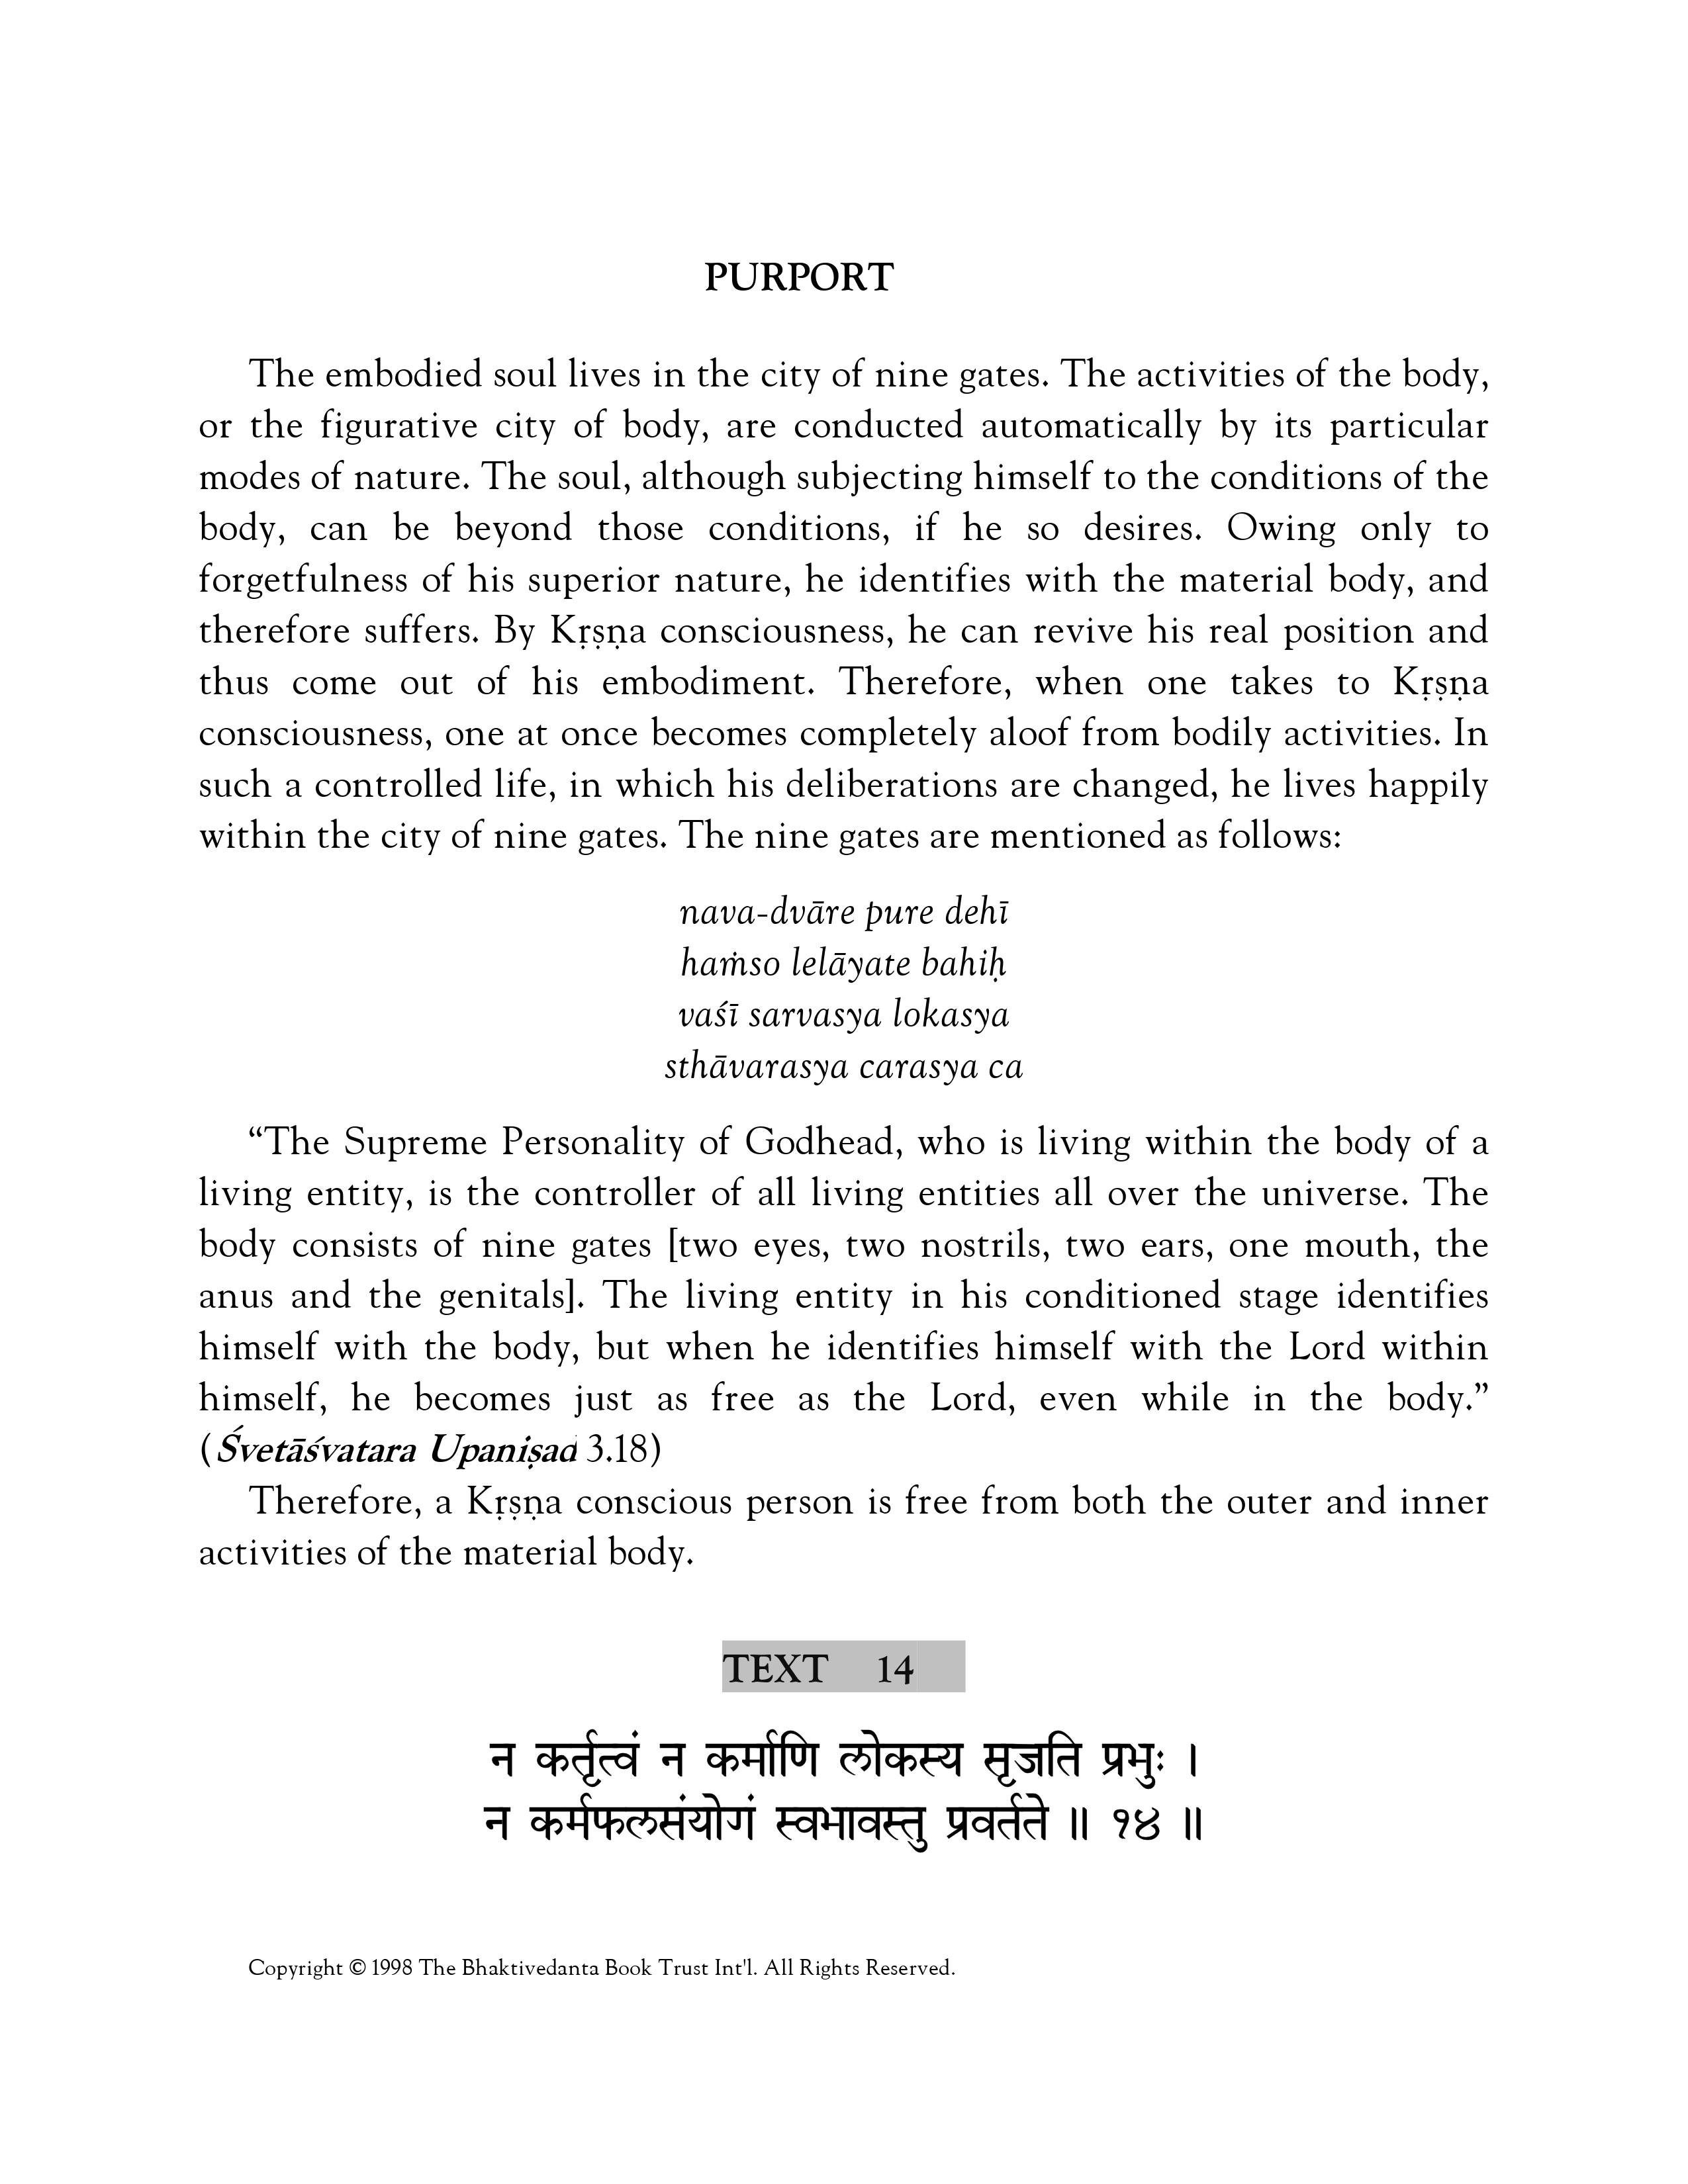 PURPORT
The embodied soul lives in the city of nine gates. The activities of the body,
or the figurative city of body, are conducted automatically by its particular
modes of nature. The soul, although subjecting himself to the conditions of the
body, can be beyond those conditions, if he so desires. Owing only to
forgetfulness of his superior nature, he identifies with the material body, and
therefore suffers. By Kṛṣṇa consciousness, he can revive his real position and
thus come out of his embodiment. Therefore, when one takes to Kṛṣṇa
consciousness, one at once becomes completely aloof from bodily activities. In
such a controlled life, in which his deliberations are changed, he lives happily
within the city of nine gates. The nine gates are mentioned as follows:
nava-dvāre pure dehī
haṁso lelāyate bahiḥ
vaśī sarvasya lokasya
sthāvarasya carasya ca
“The Supreme Personality of Godhead, who is living within the body of a
living entity, is the controller of all living entities all over the universe. The
body consists of nine gates [two eyes, two nostrils, two ears, one mouth, the
anus and the genitals]. The living entity in his conditioned stage identifies
himself with the body, but when he identifies himself with the Lord within
himself, he becomes just as free as the Lord, even while in the body.”
(Śvetāśvatara Upaniṣad 3.18)
Therefore, a Kṛṣṇa conscious person is free from both the outer and inner
activities of the material body.
TEXT 14
न कर्तृत्वं न कर्माणि लोकस्य सृजति प्रभुः ।
न कर्मफलसंयोगं स्वभावस्तु प्रवर्तते ॥ १४ ॥
Copyright © 1998 The Bhaktivedanta Book Trust Int'l. All Rights Reserved.